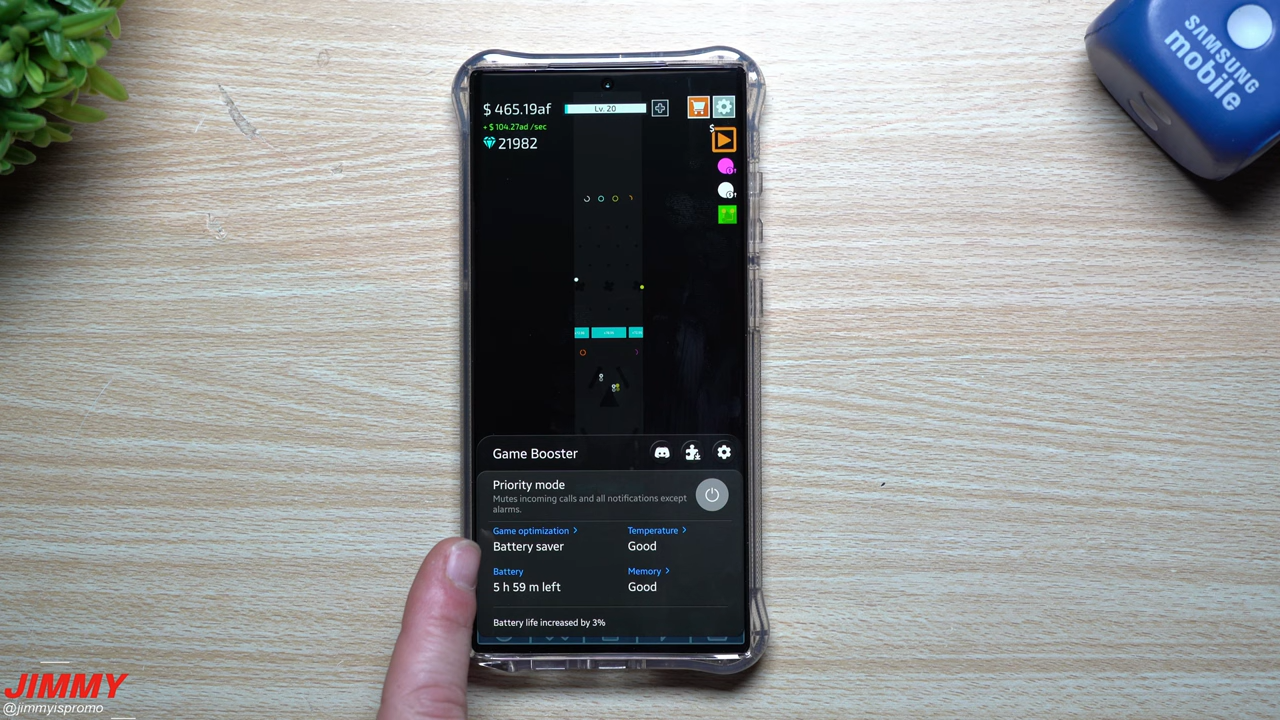 SAMSUNG
mobile
$ 465.19af
Lv. 20
+ $ 104.27ad /sec
21982
$
Game Booster
Priority mode
Mutes incoming calls and all notifications except
alarms.
Game optimization >
Temperature >
Battery saver
Good
Battery
Memory >
5 h 59 m left
Good
Battery life increased by 3%
JIMMY
@jimmyispromo